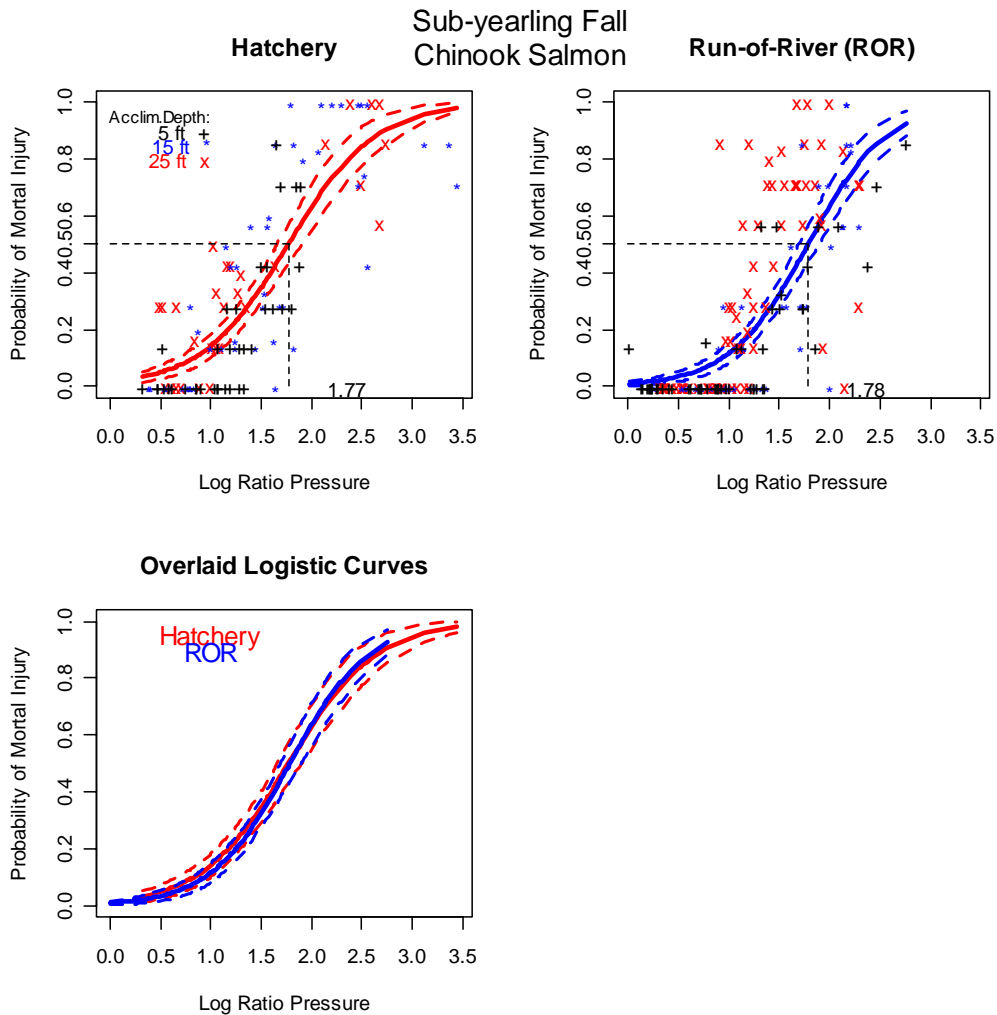 Sub-yearling Fall
Chinook Salmon
Hatchery
Acclim.Depth:
5 ft +
15 ft *
25 ft x
Probability of Mortal Injury
0.0 0.2 0.40 0.50 0.6 0.8 1.0
1.77
0.0 0.5 1.0 1.5 2.0 2.5 3.0 3.5
Log Ratio Pressure
Run-of-River (ROR)
Probability of Mortal Injury
0.0 0.2 0.40 0.50 0.6 0.8 1.0
1.78
0.0 0.5 1.0 1.5 2.0 2.5 3.0 3.5
Log Ratio Pressure
Overlaid Logistic Curves
Hatchery
ROR
Probability of Mortal Injury
0.0 0.2 0.4 0.6 0.8 1.0
0.0 0.5 1.0 1.5 2.0 2.5 3.0 3.5
Log Ratio Pressure